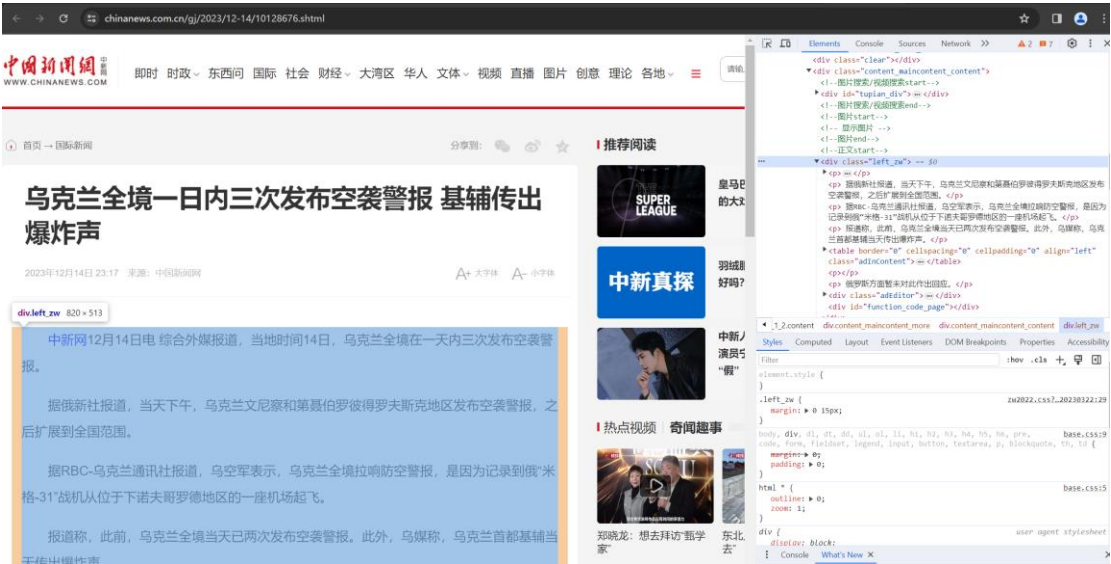 chinanews.com.cn/gj/2023/12-14/10128676.shtml
中国新闻网
WWW.CHINANEWS.COM
即时 时政 东西问 国际 社会 财经 大湾区 华人 文体 视频 直播 图片 创意 理论 各地
首页 → 国际新闻
分享到:
乌克兰全境一日内三次发布空袭警报 基辅传出
爆炸声
2023年12月14日 23:17 来源: 中国新闻网
A+ 大字体 A- 小字体
div.left_zw 820 × 513
中新网12月14日电 综合外媒报道，当地时间14日，乌克兰全境在一天内三次发布空袭警
报。
据俄新社报道，当天下午，乌克兰文尼察和第聂伯罗彼得罗夫斯克地区发布空袭警报，之
后扩展到全国范围。
据RBC-乌克兰通讯社报道，乌空军表示，乌克兰全境拉响防空警报，是因为记录到俄“米
格-31”战机从位于下诺夫哥罗德地区的一座机场起飞。
报道称，此前，乌克兰全境当天已两次发布空袭警报。此外，乌媒称，乌克兰首都基辅当
天传出爆炸声。
推荐阅读
SUPER
LEAGUE
皇马巴
的大对
中新真探
羽绒服
好吗?
中新人
演员宁
“假”
热点视频 奇闻趣事
郑晓龙: 想去拜访“甄学
家”
东北
去”
Elements Console Sources Network
2 7
<div class="clear"></div>
<div class="content_maincontent_content">
<!--图片搜索/视频搜索start-->
<div id="tupian_div"> </div>
<!--图片搜索/视频搜索end-->
<!--图片start-->
<!-- 显示图片 -->
<!--图片end-->
<!--正文start-->
<div class="left_zw"> == $0
<p> </p>
<p> 据俄新社报道，当天下午，乌克兰文尼察和第聂伯罗彼得罗夫斯克地区发布
空袭警报，之后扩展到全国范围。</p>
<p> 据RBC-乌克兰通讯社报道，乌空军表示，乌克兰全境拉响防空警报，是因为
记录到俄“米格-31”战机从位于下诺夫哥罗德地区的一座机场起飞。</p>
<p> 报道称，此前，乌克兰全境当天已两次发布空袭警报。此外，乌媒称，乌克
兰首都基辅当天传出爆炸声。</p>
<table border="0" cellspacing="0" cellpadding="0" align="left"
class="adInContent"> </table>
<p></p>
<p> 俄罗斯方面暂未对此作出回应。</p>
<div class="adEditor"> </div>
<div id="function_code_page"></div>
_1_2.content div.content_maincontent_more div.content_maincontent_content div.left_zw
Styles Computed Layout Event Listeners DOM Breakpoints Properties Accessibility
Filter
:hov .cls
element.style {
}
.left_zw {
zw2022.css?…20230322:29
margin: 0 15px;
}
body, div, dl, dt, dd, ul, ol, li, h1, h2, h3, h4, h5, h6, pre,
base.css:9
code, form, fieldset, legend, input, button, textarea, p, blockquote, th, td {
margin: 0;
padding: 0;
}
html * {
base.css:5
outline: 0;
zoom: 1;
}
div {
user agent stylesheet
display: block;
Console What's New ×